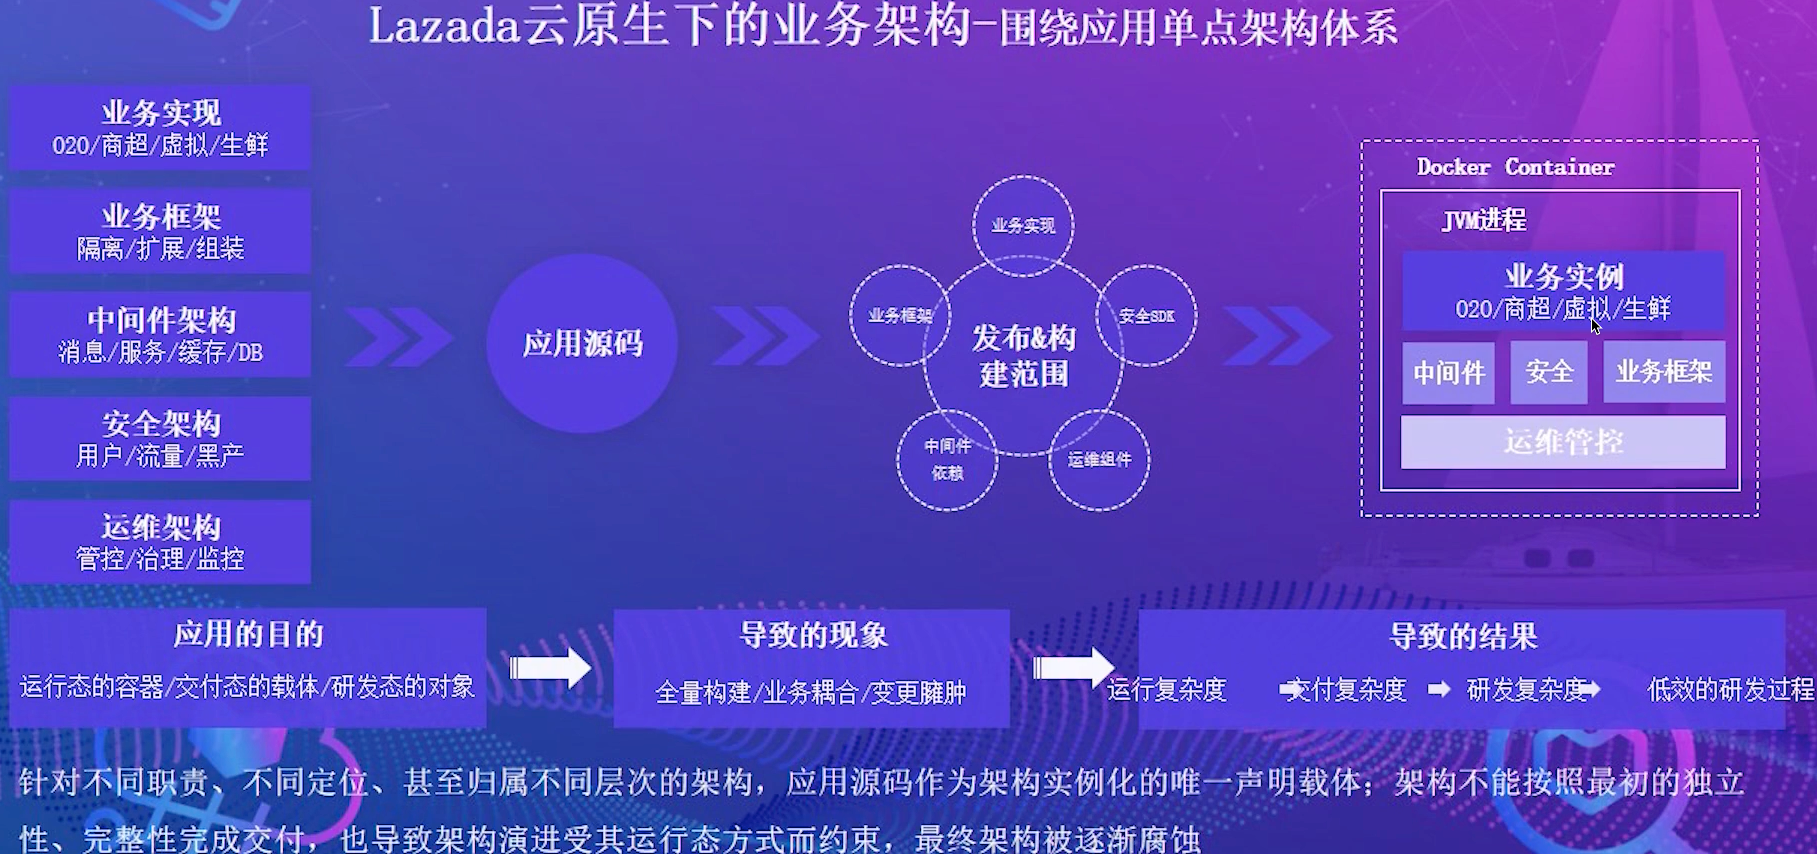 Lazada云原生下的业务架构-围绕应用单点架构体系
业务实现
O2O/商超/虚拟/生鲜
业务框架
隔离/扩展/组装
中间件架构
消息/服务/缓存/DB
安全架构
用户/流量/黑产
运维架构
管控/治理/监控
应用源码
业务实现
业务框架
安全SDK
发布&构
建范围
中间件
依赖
运维组件
Docker Container
JVM进程
业务实例
O2O/商超/虚拟/生鲜
中间件
安全
业务框架
运维管控
应用的目的
运行态的容器/交付态的载体/研发态的对象
导致的现象
全量构建/业务耦合/变更臃肿
导致的结果
运行复杂度
交付复杂度
研发复杂度
低效的研发过程
针对不同职责、不同定位、甚至归属不同层次的架构，应用源码作为架构实例化的唯一声明载体；架构不能按照最初的独立
性、完整性完成交付，也导致架构演进受其运行态方式而约束，最终架构被逐渐腐蚀